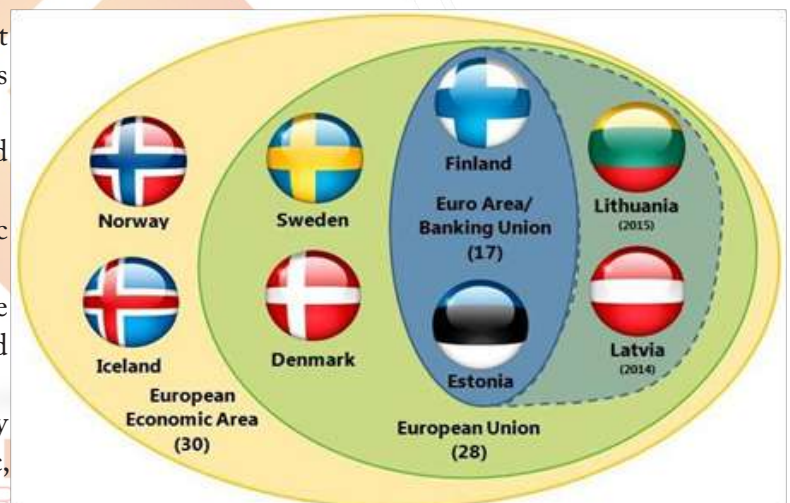 Norway
Iceland
European
Economic Area
(30)
Sweden
Denmark
European Union
(28)
Finland
Euro Area/
Banking Union
(17)
Estonia
Lithuania
(2015)
Latvia
(2014)